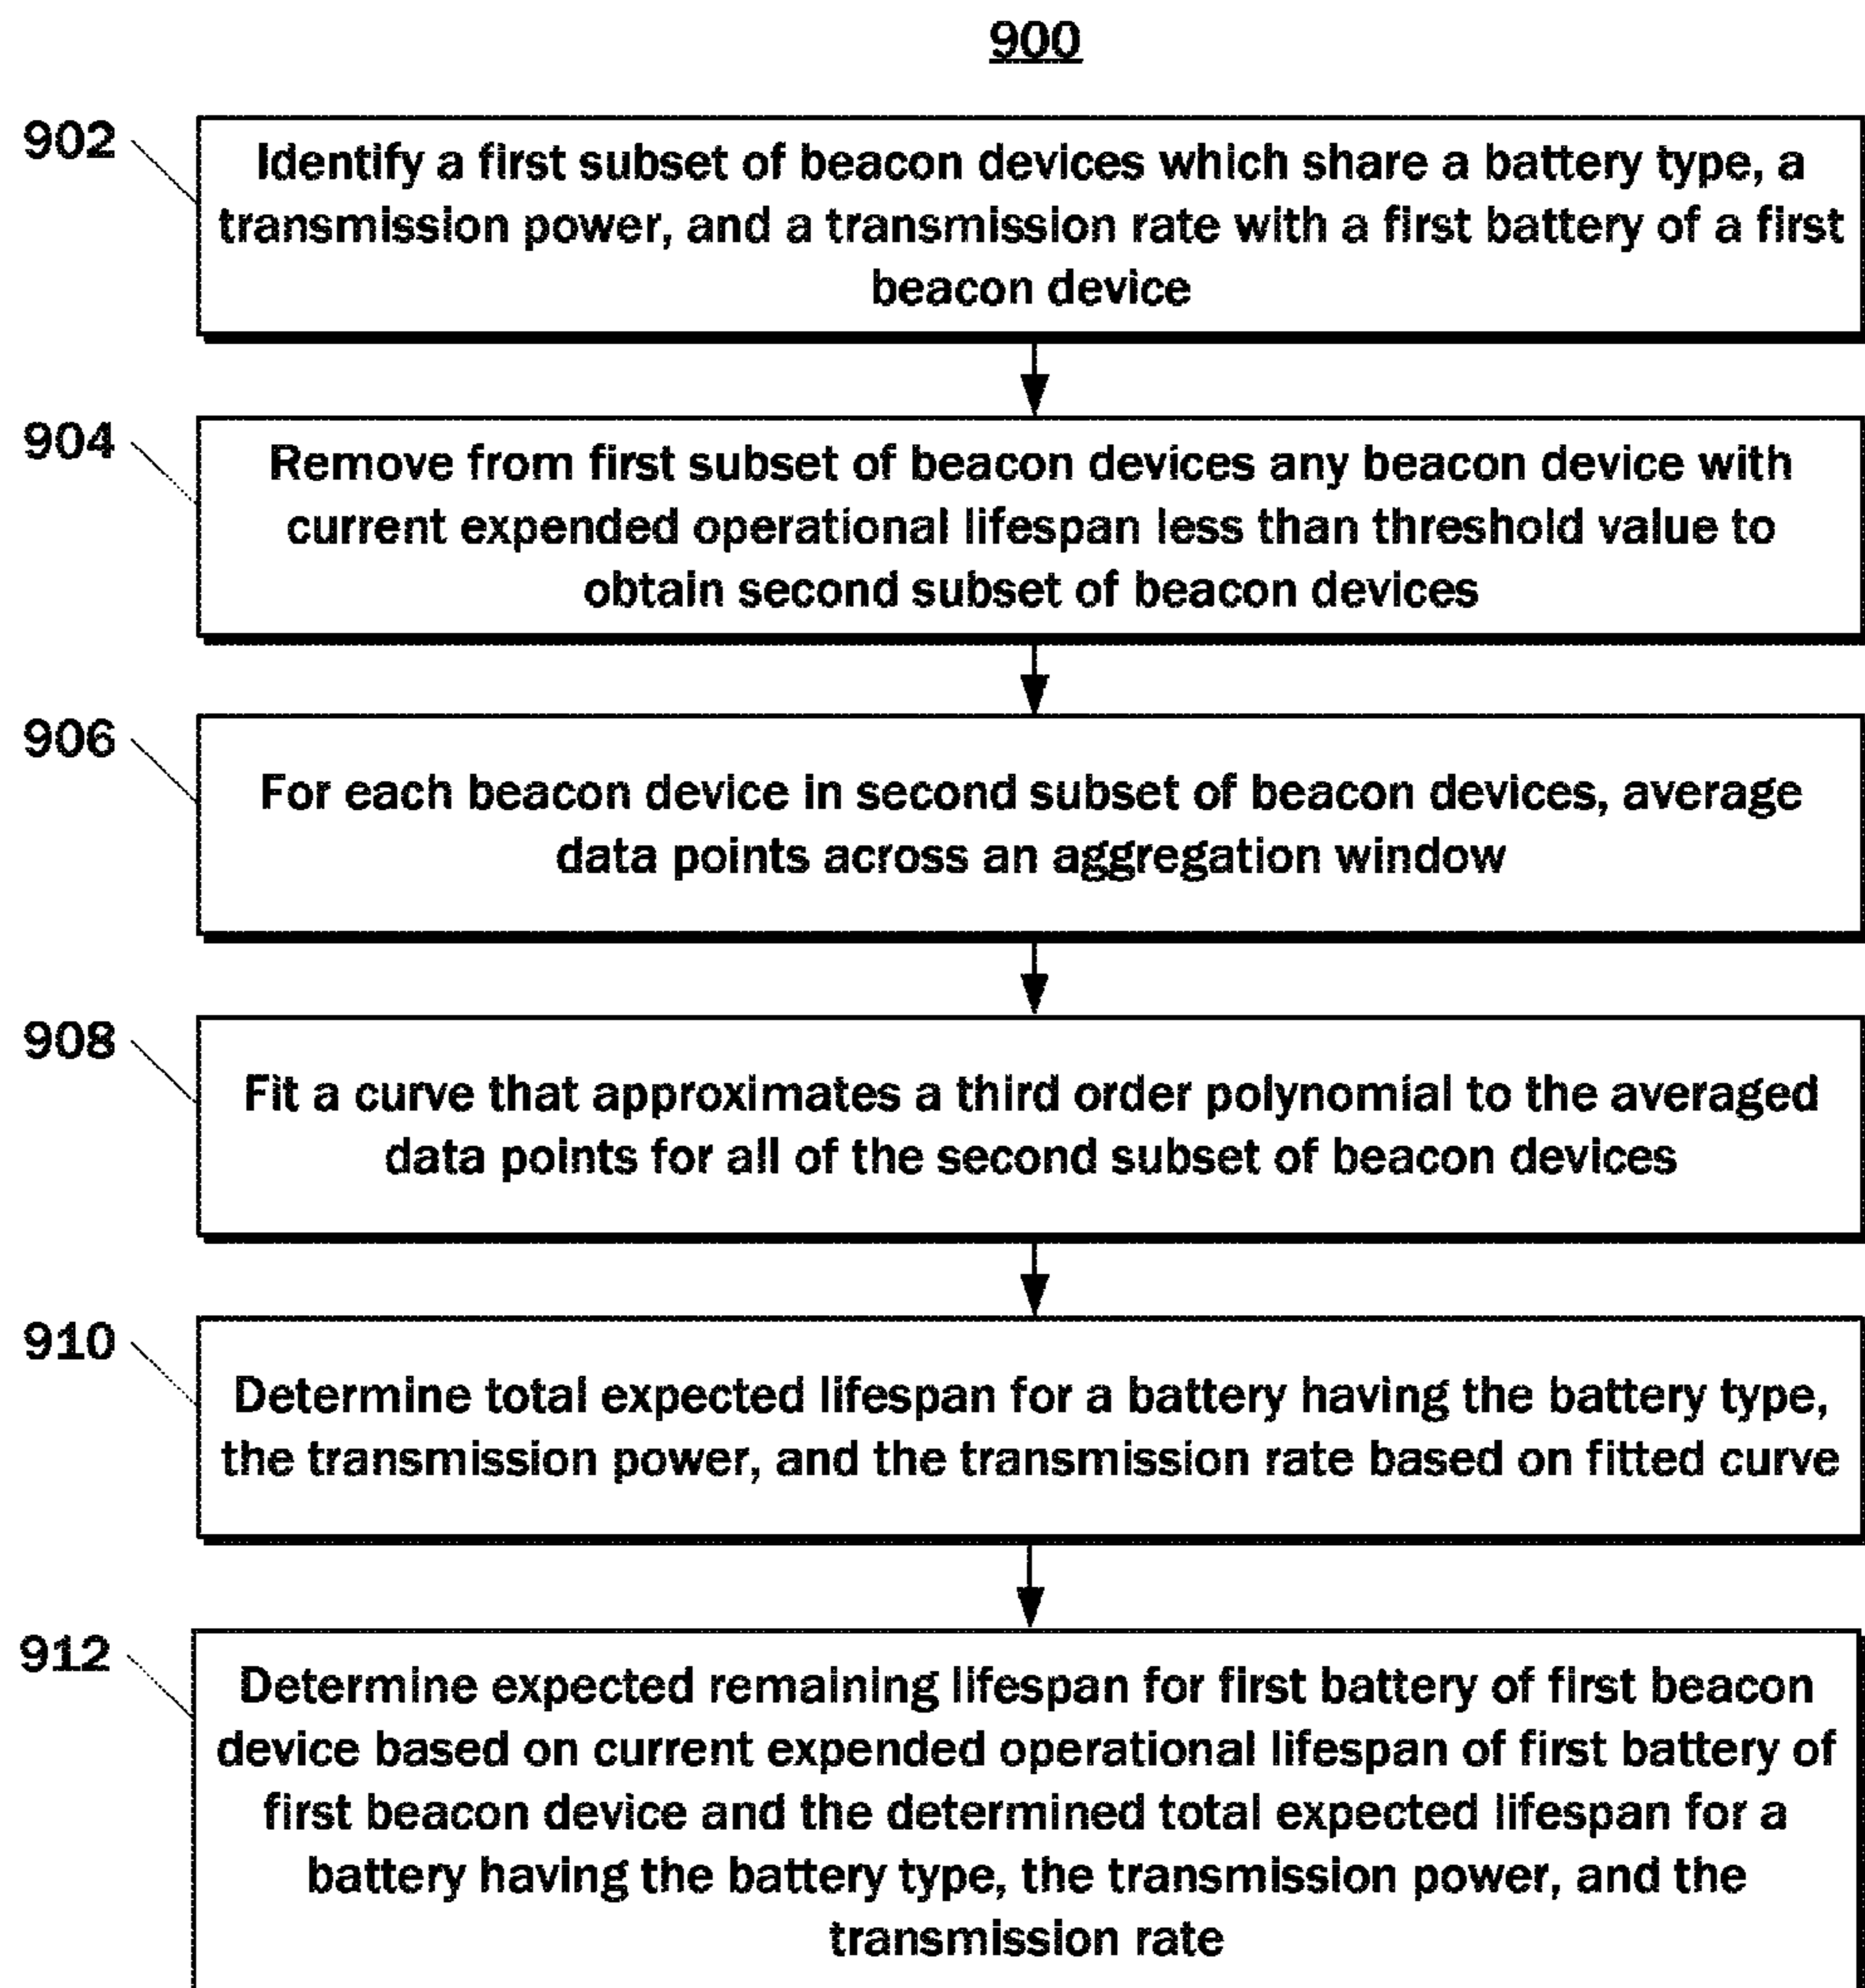 900
902
Identify a first subset of beacon devices which share a battery type, a
transmission power, and a transmission rate with a first battery of a first
beacon device
904
Remove from first subset of beacon devices any beacon device with
current expended operational lifespan less than threshold value to
obtain second subset of beacon devices
906
For each beacon device in second subset of beacon devices, average
data points across an aggregation window
908
Fit a curve that approximates a third order polynomial to the averaged
data points for all of the second subset of beacon devices
910
Determine total expected lifespan for a battery having the battery type,
the transmission power, and the transmission rate based on fitted curve
912
Determine expected remaining lifespan for first battery of first beacon
device based on current expended operational lifespan of first battery of
first beacon device and the determined total expected lifespan for a
battery having the battery type, the transmission power, and the
transmission rate